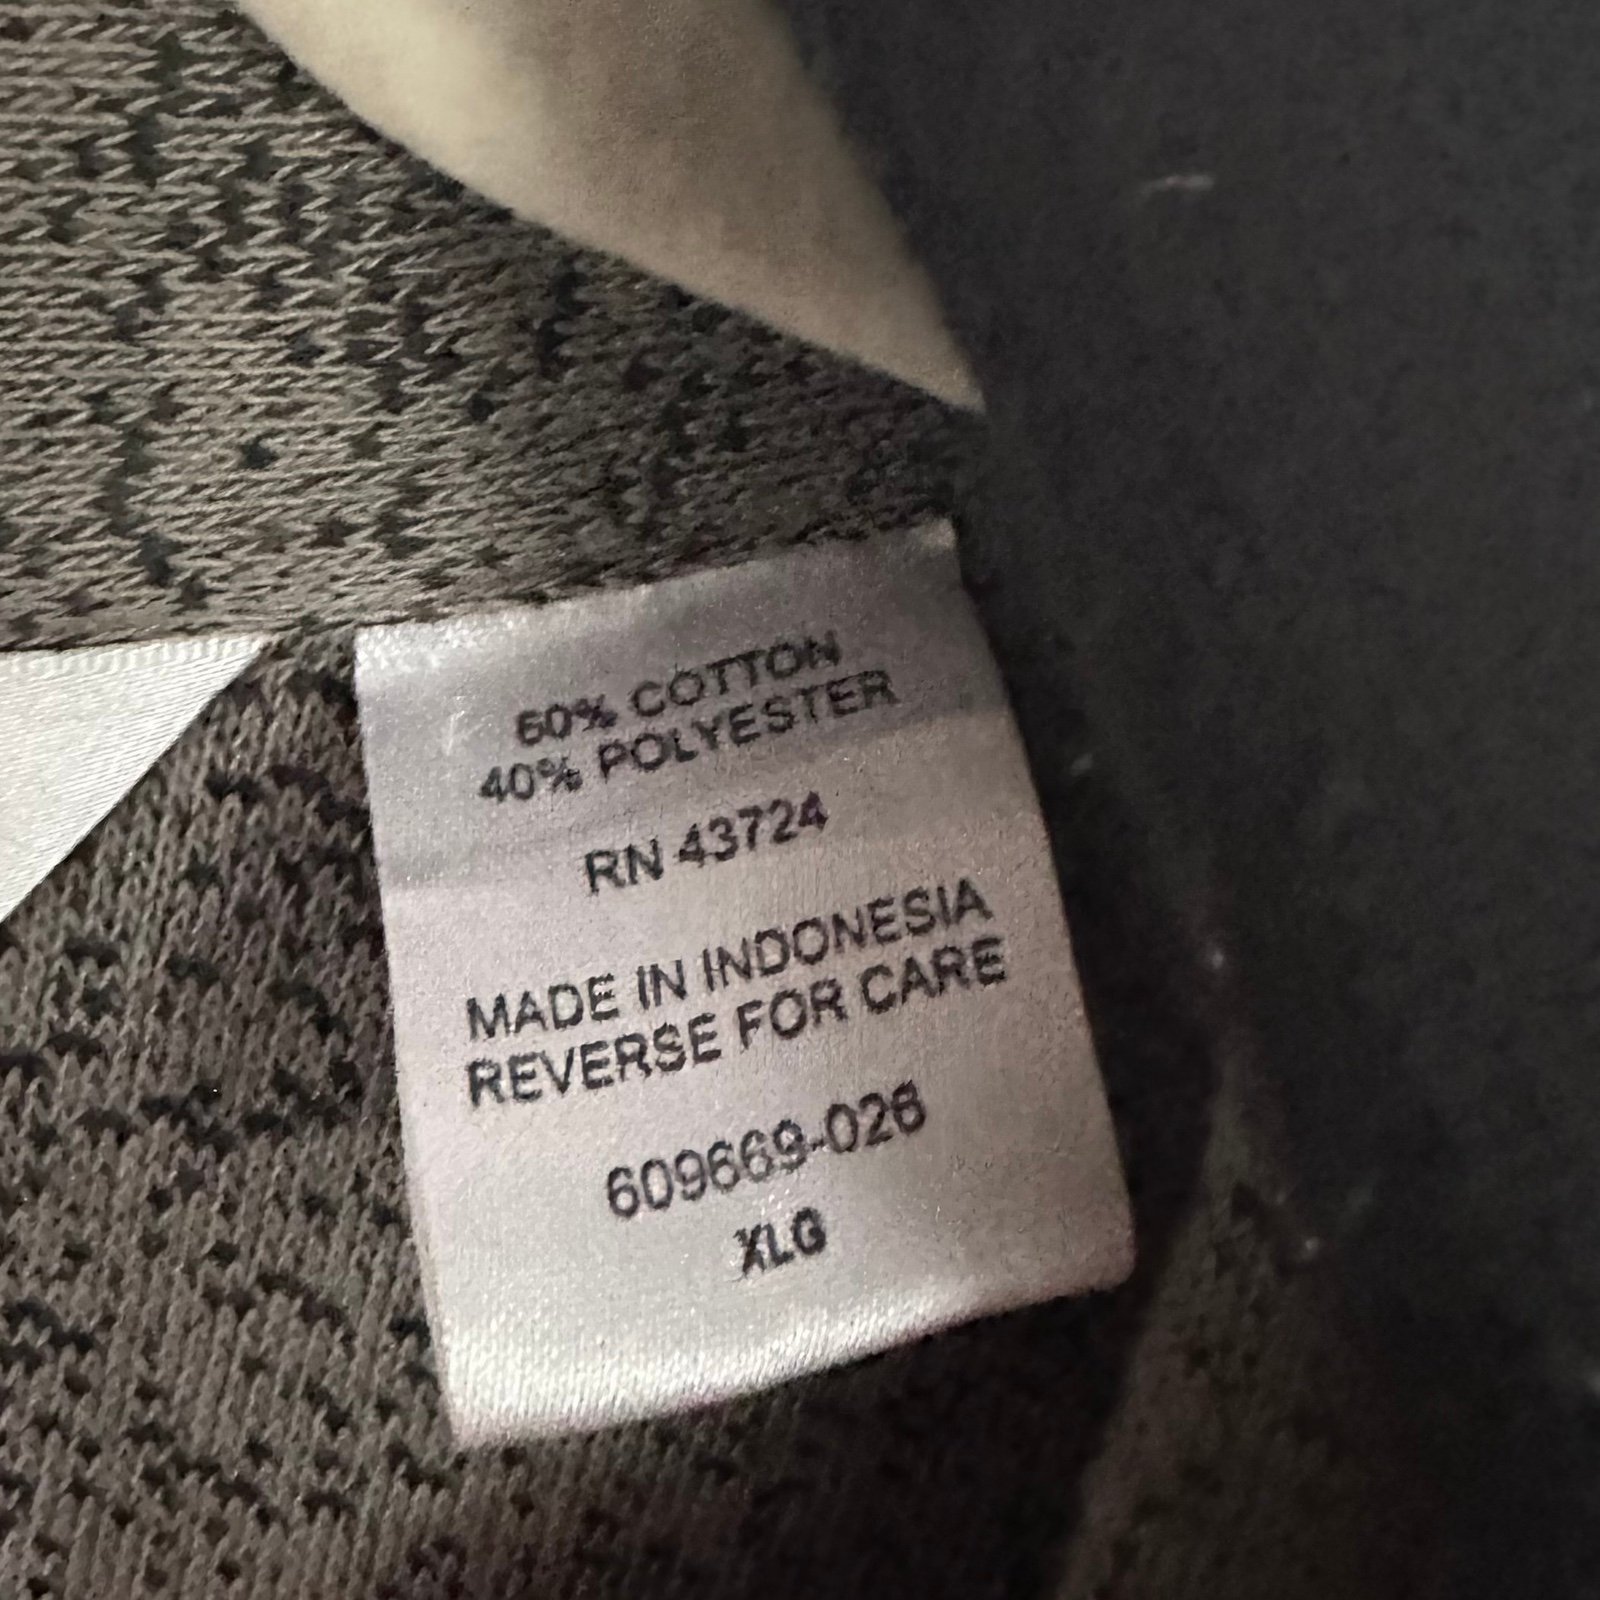 60% COTTON
40% POLYESTER
RN 43724
MADE IN INDONESIA
REVERSE FOR CARE
609669-026
XLG